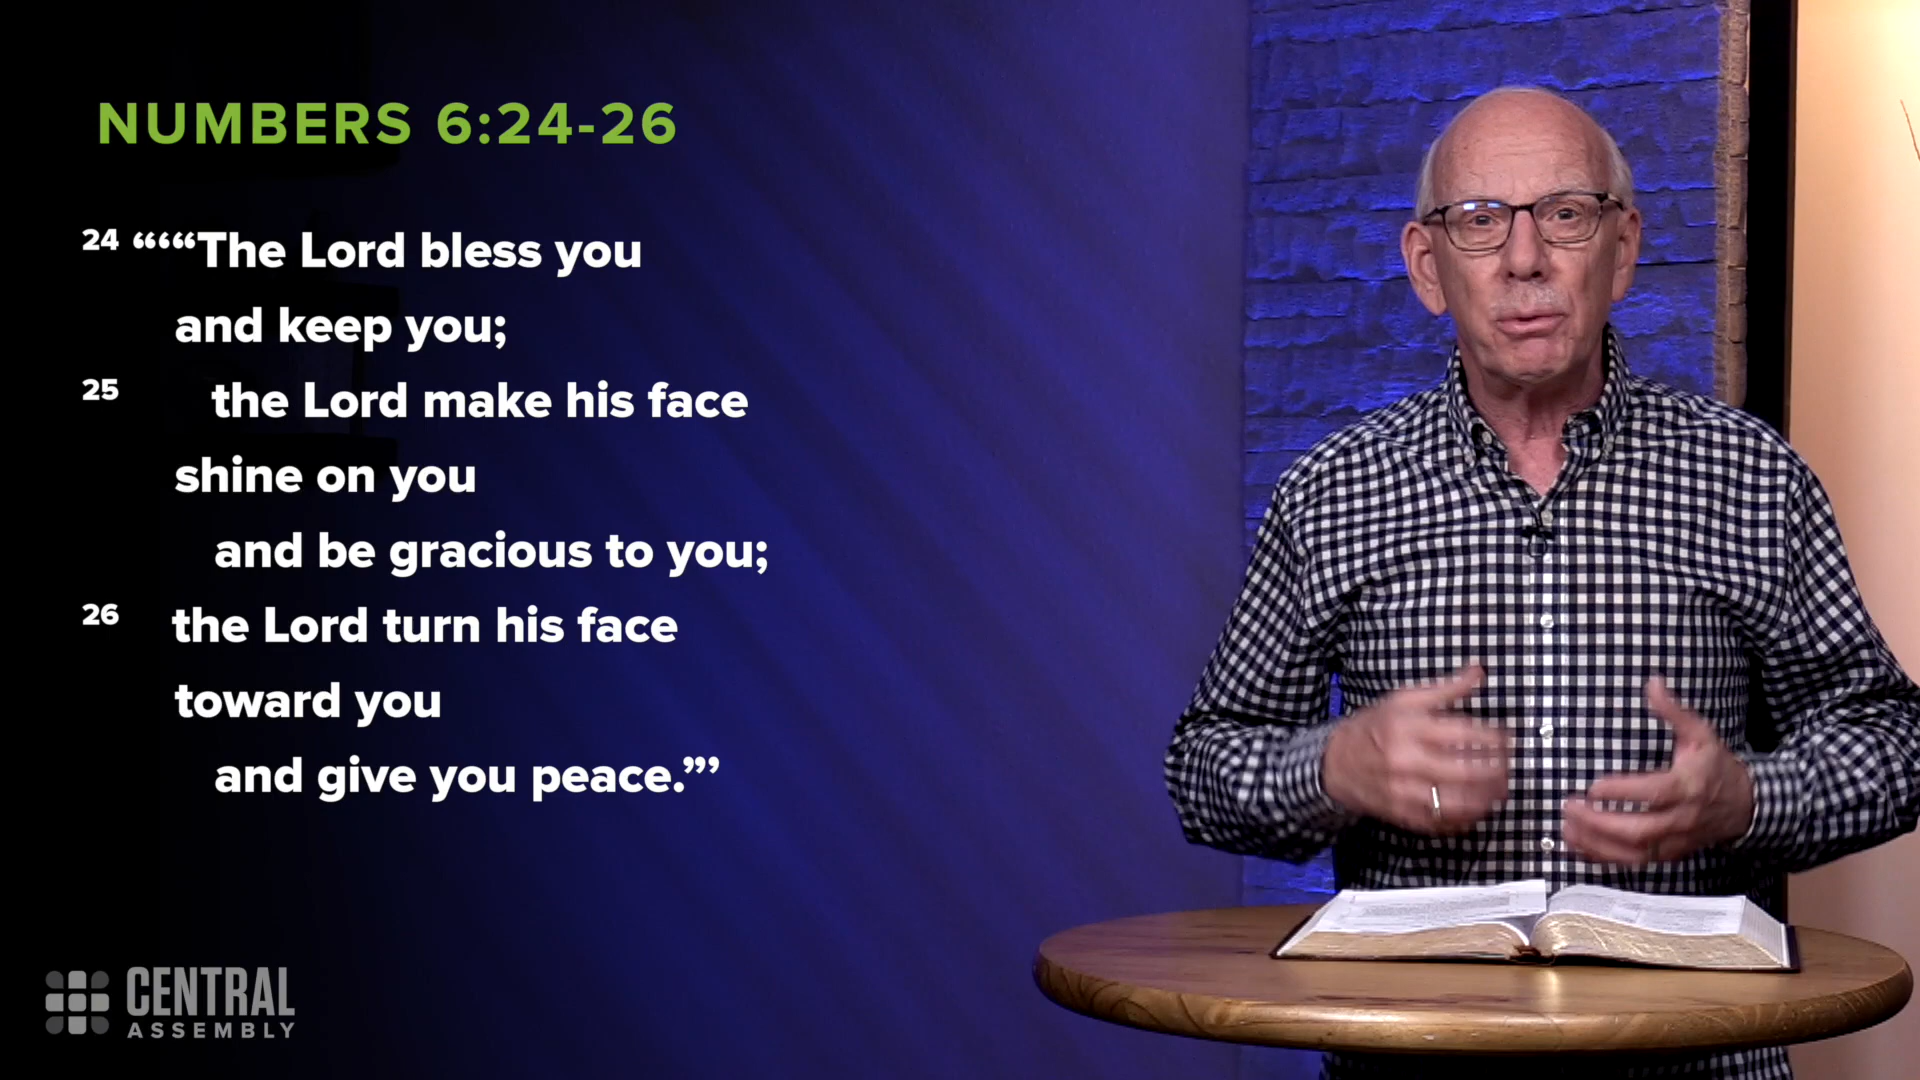 NUMBERS 6:24-26
24 “‘“‘“The Lord bless you
and keep you;
25 the Lord make his face
shine on you
and be gracious to you;
26 the Lord turn his face
toward you
and give you peace.”’
CENTRAL
ASSEMBLY